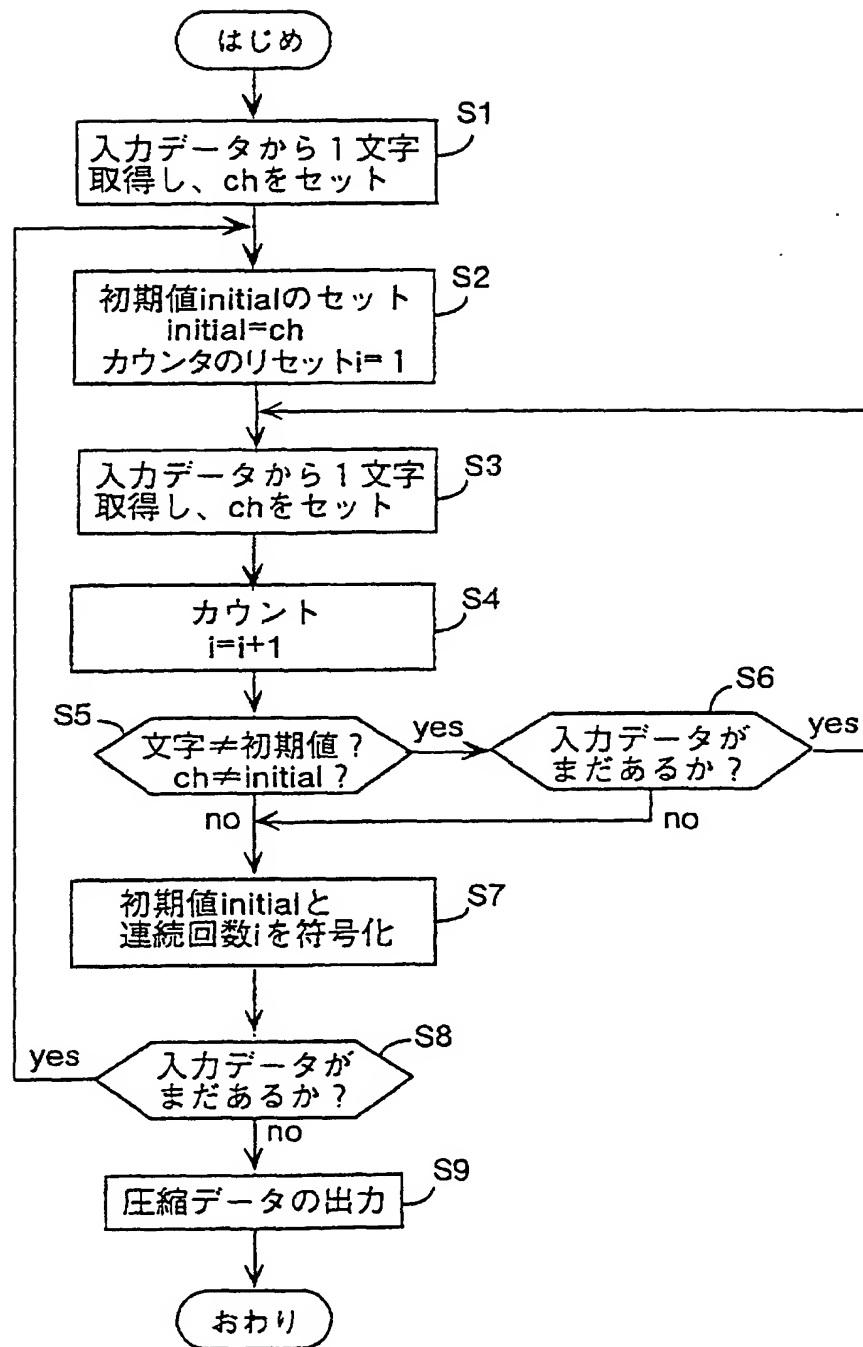 はじめ
S1
入力データから1文字
取得し、chをセット
S2
初期値initialのセット
initial=ch
カウンタのリセットi=1
S3
入力データから1文字
取得し、chをセット
S4
カウント
i=i+1
S5
文字≠初期値?
ch≠initial?
yes
no
S6
入力データが
まだあるか?
yes
no
S7
初期値initialと
連続回数iを符号化
S8
入力データが
まだあるか?
yes
no
S9
圧縮データの出力
おわり